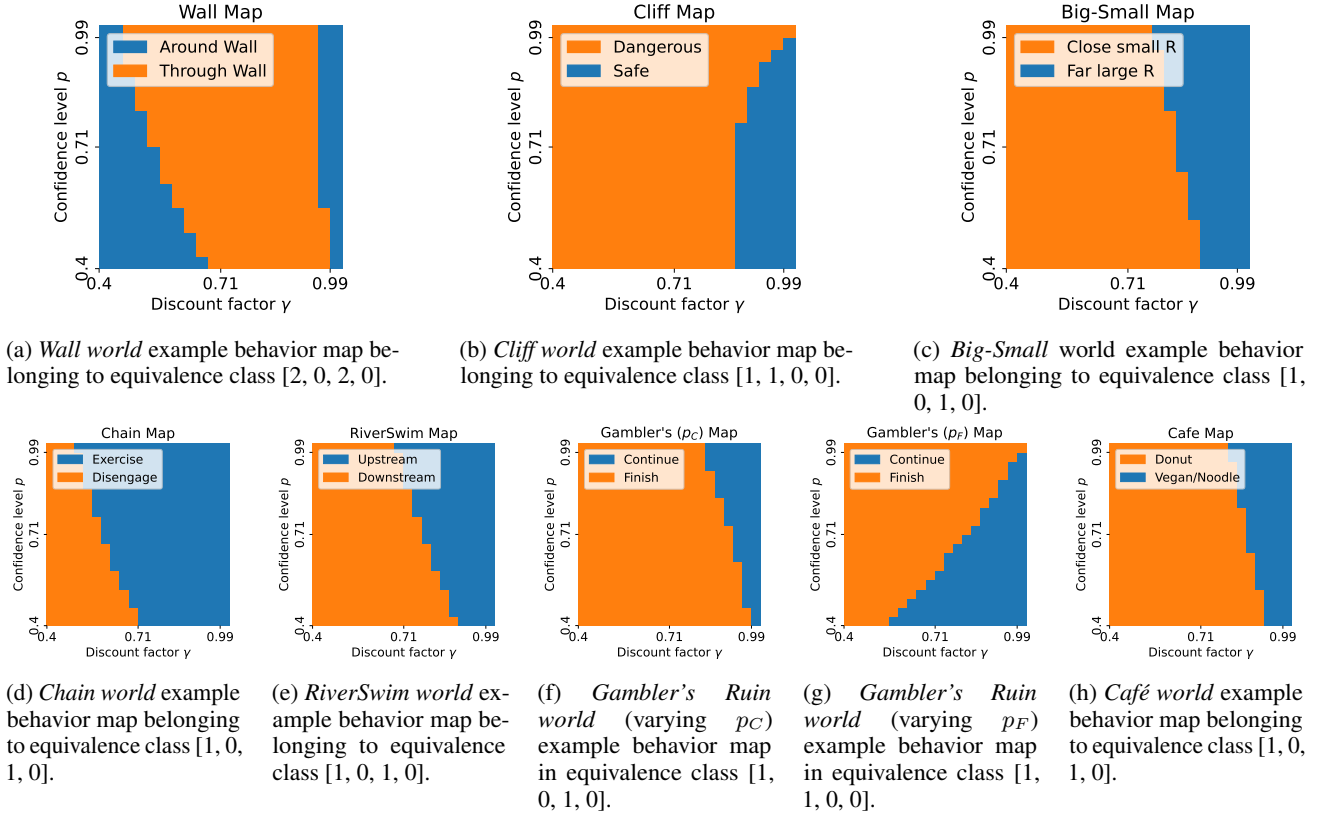 Wall Map
0.99
0.71
0.4
Confidence level p
Around Wall
Through Wall
0.4
0.71
0.99
Discount factor γ
Cliff Map
0.99
0.71
0.4
Confidence level p
Dangerous
Safe
0.4
0.71
0.99
Discount factor γ
Big-Small Map
0.99
0.71
0.4
Confidence level p
Close small R
Far large R
0.4
0.71
0.99
Discount factor γ
(a) Wall world example behavior map be-
longing to equivalence class [2, 0, 2, 0].
(b) Cliff world example behavior map be-
longing to equivalence class [1, 1, 0, 0].
(c) Big-Small world example behavior
map belonging to equivalence class [1,
0, 1, 0].
Chain Map
0.99
0.71
0.4
Confidence level p
Exercise
Disengage
0.4
0.71
0.99
Discount factor γ
RiverSwim Map
0.99
0.71
0.4
Confidence level p
Upstream
Downstream
0.4
0.71
0.99
Discount factor γ
Gambler's (pC) Map
0.99
0.71
0.4
Confidence level p
Continue
Finish
0.4
0.71
0.99
Discount factor γ
Gambler's (pF) Map
0.99
0.71
0.4
Confidence level p
Continue
Finish
0.4
0.71
0.99
Discount factor γ
Cafe Map
0.99
0.71
0.4
Confidence level p
Donut
Vegan/Noodle
0.4
0.71
0.99
Discount factor γ
(d) Chain world example
behavior map belonging
to equivalence class [1, 0,
1, 0].
(e) RiverSwim world ex-
ample behavior map be-
longing to equivalence
class [1, 0, 1, 0].
(f) Gambler's Ruin
world (varying pC)
example behavior map
in equivalence class [1,
0, 1, 0].
(g) Gambler's Ruin
world (varying pF)
example behavior map
in equivalence class [1,
1, 0, 0].
(h) Café world example
behavior map belonging
to equivalence class [1, 0,
1, 0].